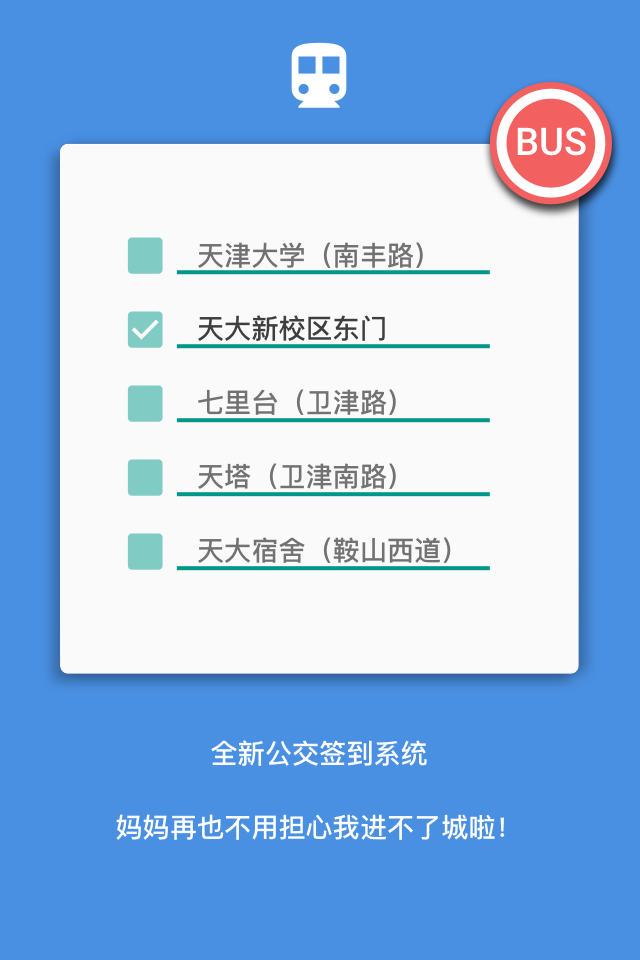 BUS
天津大学（南丰路）
天大新校区东门
七里台（卫津路）
天塔（卫津南路）
天大宿舍（鞍山西道）
全新公交签到系统
妈妈再也不用担心我进不了城啦！